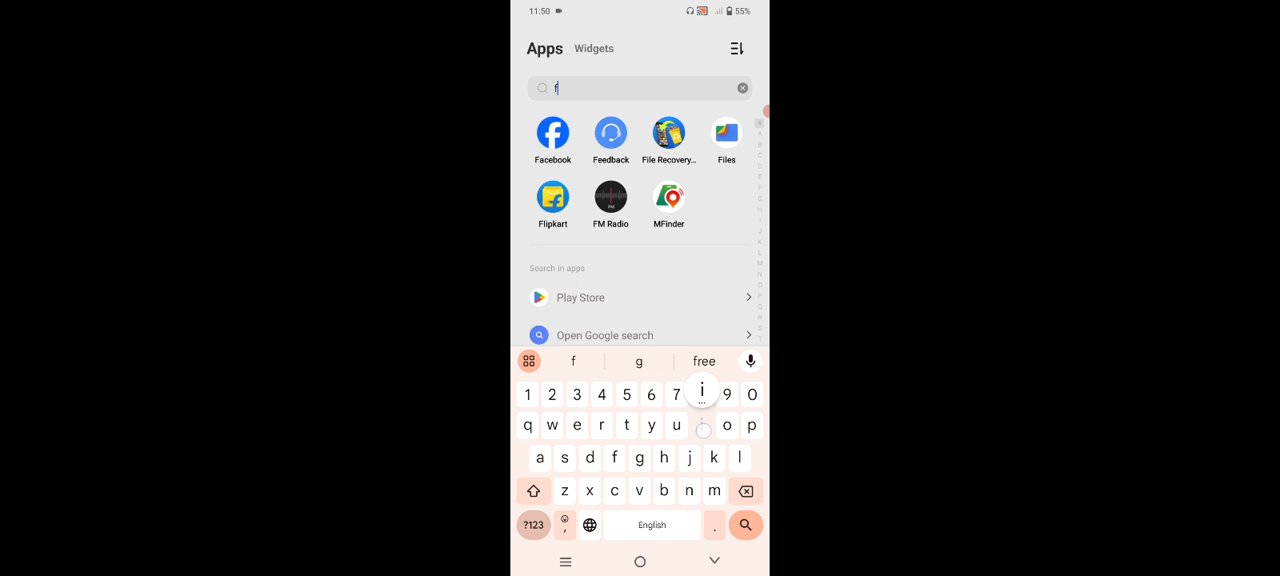 11:50 55%
Apps Widgets
f
Facebook Feedback File Recovery... Files
FM
Flipkart FM Radio MFinder
Search in apps
Play Store
Open Google search
f g free
1 2 3 4 5 6 7 i 9 0
...
q w e r t y u o p
a s d f g h j k l
z x c v b n m
?123 , English .